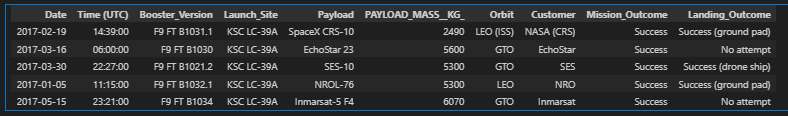 Date Time (UTC) Booster_Version Launch_Site Payload PAYLOAD_MASS__KG_ Orbit Customer Mission_Outcome Landing_Outcome
2017-02-19 14:39:00 F9 FT B1031.1 KSC LC-39A SpaceX CRS-10 2490 LEO (ISS) NASA (CRS) Success Success (ground pad)
2017-03-16 06:00:00 F9 FT B1030 KSC LC-39A EchoStar 23 5600 GTO EchoStar Success No attempt
2017-03-30 22:27:00 F9 FT B1021.2 KSC LC-39A SES-10 5300 GTO SES Success Success (drone ship)
2017-01-05 11:15:00 F9 FT B1032.1 KSC LC-39A NROL-76 5300 LEO NRO Success Success (ground pad)
2017-05-15 23:21:00 F9 FT B1034 KSC LC-39A Inmarsat-5 F4 6070 GTO Inmarsat Success No attempt